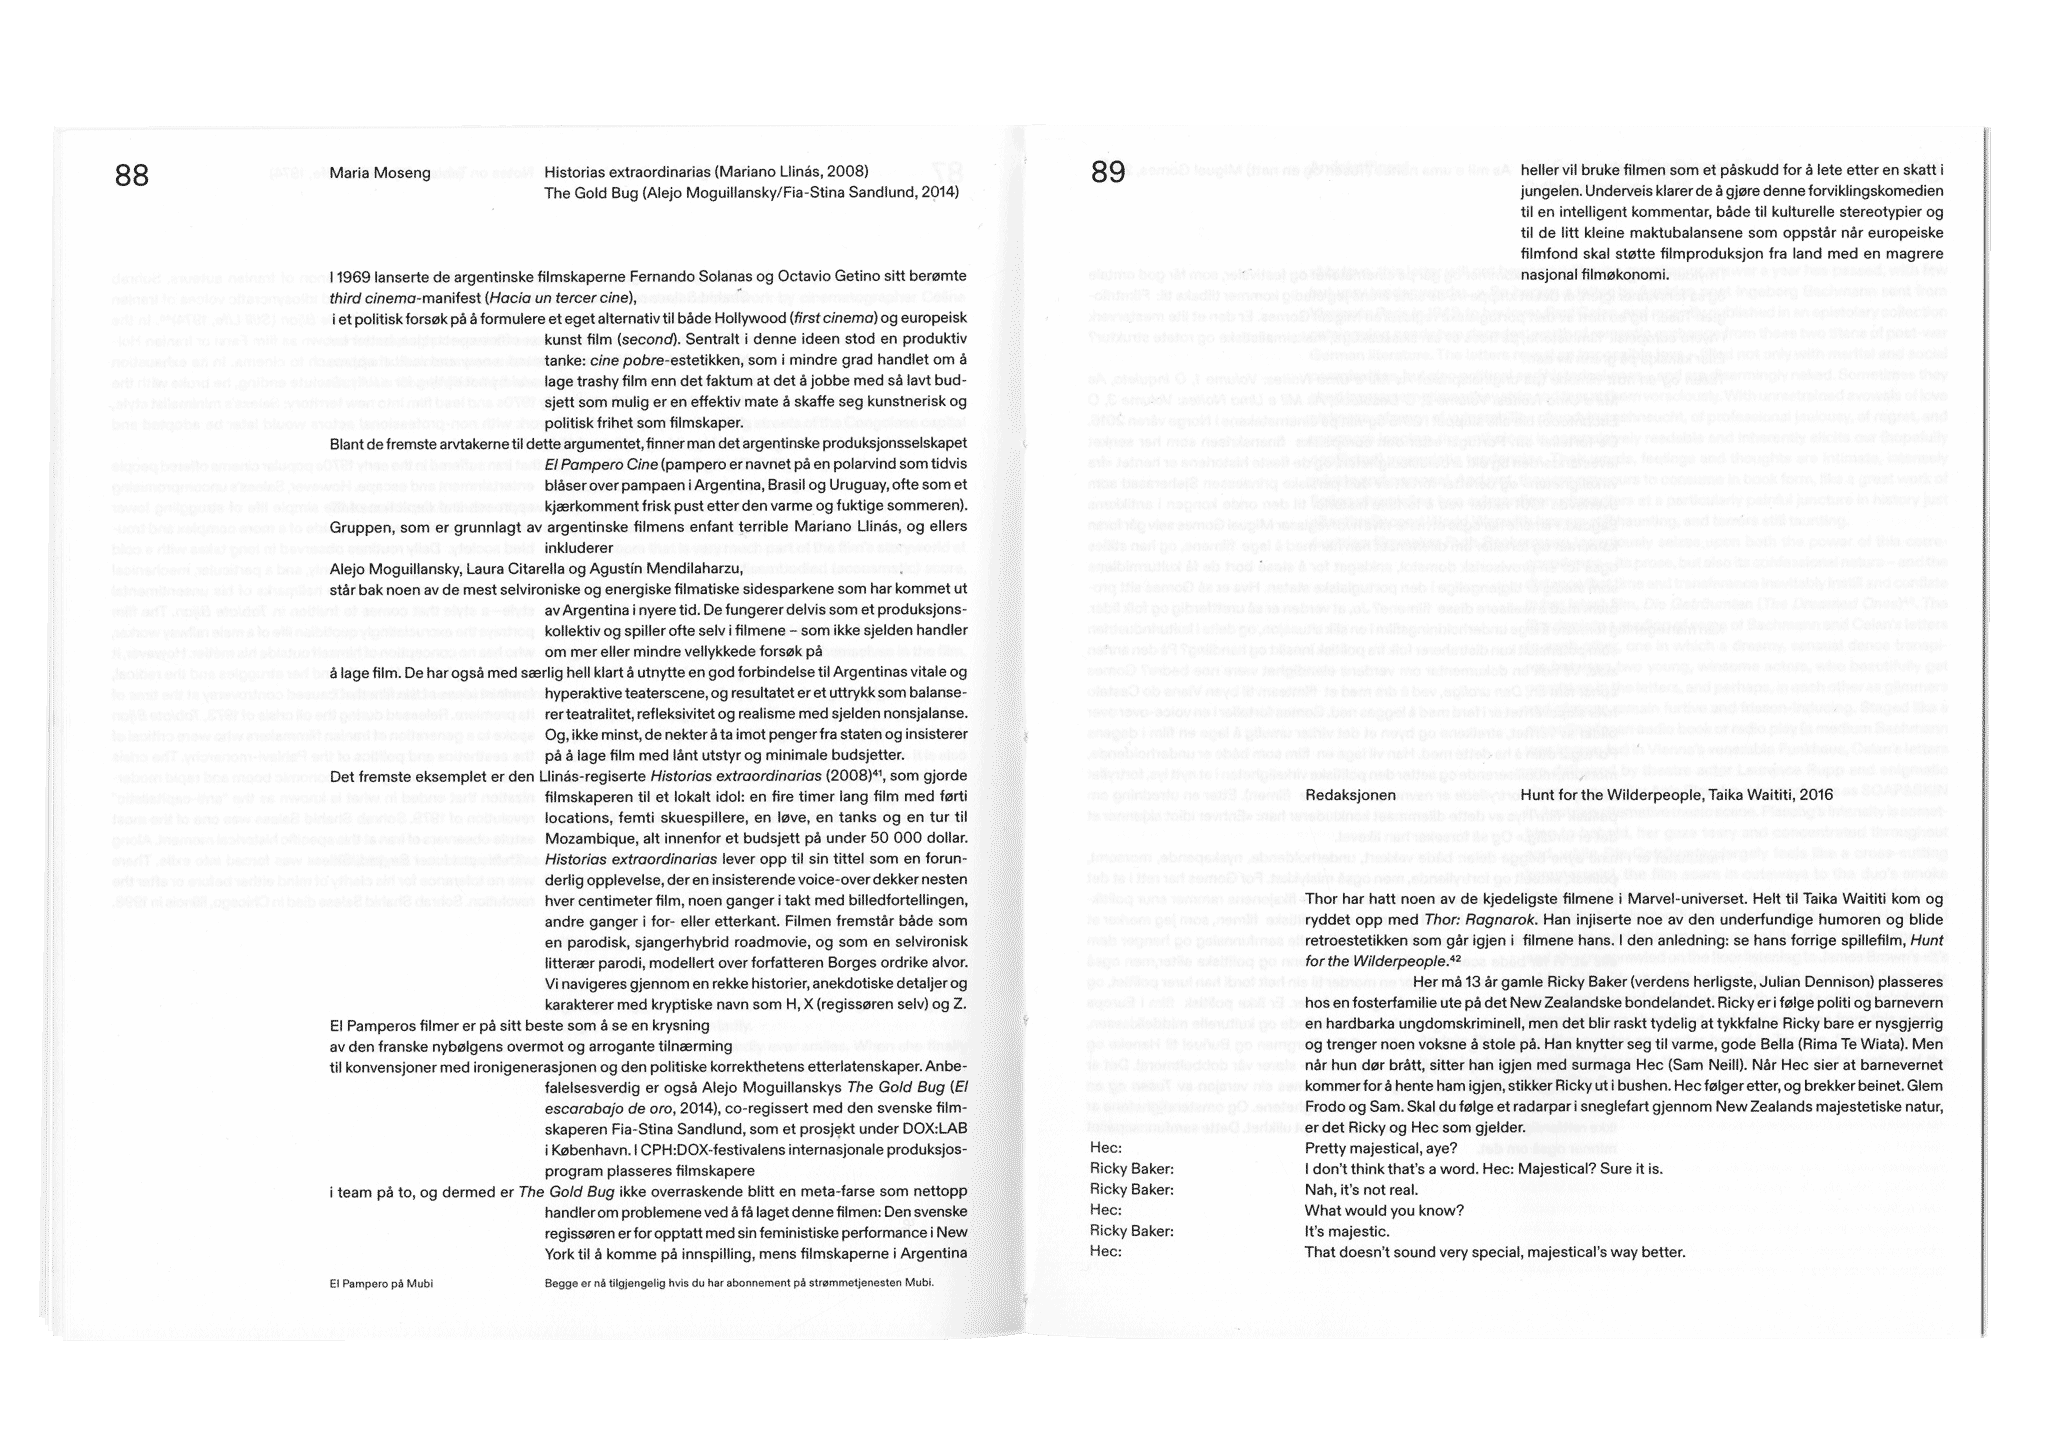 88
Maria Moseng
Historias extraordinarias (Mariano Llinás, 2008)
The Gold Bug (Alejo Moguillansky/Fia-Stina Sandlund, 2014)
I 1969 lanserte de argentinske filmskaperne Fernando Solanas og Octavio Getino sitt berømte
third cinema-manifest (Hacia un tercer cine),
i et politisk forsøk på å formulere et eget alternativ til både Hollywood (first cinema) og europeisk
kunst film (second). Sentralt i denne ideen stod en produktiv
tanke: cine pobre-estetikken, som i mindre grad handlet om å
lage trashy film enn det faktum at det å jobbe med så lavt bud-
sjett som mulig er en effektiv mate å skaffe seg kunstnerisk og
politisk frihet som filmskaper.
Blant de fremste arvtakerne til dette argumentet, finner man det argentinske produksjonsselskapet
El Pampero Cine (pampero er navnet på en polarvind som tidvis
blåser over pampaen i Argentina, Brasil og Uruguay, ofte som et
kjærkomment frisk pust etter den varme og fuktige sommeren).
Gruppen, som er grunnlagt av argentinske filmens enfant terrible Mariano Llinás, og ellers
inkluderer
Alejo Moguillansky, Laura Citarella og Agustín Mendilaharzu,
står bak noen av de mest selvironiske og energiske filmatiske sidesparkene som har kommet ut
av Argentina i nyere tid. De fungerer delvis som et produksjons-
kollektiv og spiller ofte selv i filmene – som ikke sjelden handler
om mer eller mindre vellykkede forsøk på
å lage film. De har også med særlig hell klart å utnytte en god forbindelse til Argentinas vitale og
hyperaktive teaterscene, og resultatet er et uttrykk som balanse-
rer teatralitet, refleksivitet og realisme med sjelden nonsjalanse.
Og, ikke minst, de nekter å ta imot penger fra staten og insisterer
på å lage film med lånt utstyr og minimale budsjetter.
Det fremste eksemplet er den Llinás-regiserte Historias extraordinarias (2008)⁴¹, som gjorde
filmskaperen til et lokalt idol: en fire timer lang film med førti
locations, femti skuespillere, en løve, en tanks og en tur til
Mozambique, alt innenfor et budsjett på under 50 000 dollar.
Historias extraordinarias lever opp til sin tittel som en forun-
derlig opplevelse, der en insisterende voice-over dekker nesten
hver centimeter film, noen ganger i takt med billedfortellingen,
andre ganger i for- eller etterkant. Filmen fremstår både som
en parodisk, sjangerhybrid roadmovie, og som en selvironisk
litterær parodi, modellert over forfatteren Borges ordrike alvor.
Vi navigeres gjennom en rekke historier, anekdotiske detaljer og
karakterer med kryptiske navn som H, X (regissøren selv) og Z.
El Pamperos filmer er på sitt beste som å se en krysning
av den franske nybølgens overmot og arrogante tilnærming
til konvensjoner med ironigenerasjonen og den politiske korrekthetens etterlatenskaper. Anbe-
falelsesverdig er også Alejo Moguillanskys The Gold Bug (El
escarabajo de oro, 2014), co-regissert med den svenske film-
skaperen Fia-Stina Sandlund, som et prosjekt under DOX:LAB
i København. I CPH:DOX-festivalens internasjonale produksjos-
program plasseres filmskapere
i team på to, og dermed er The Gold Bug ikke overraskende blitt en meta-farse som nettopp
handler om problemene ved å få laget denne filmen: Den svenske
regissøren er for opptatt med sin feministiske performance i New
York til å komme på innspilling, mens filmskaperne i Argentina
El Pampero på Mubi
Begge er nå tilgjengelig hvis du har abonnement på strømmetjenesten Mubi.
89
heller vil bruke filmen som et påskudd for å lete etter en skatt i
jungelen. Underveis klarer de å gjøre denne forviklingskomedien
til en intelligent kommentar, både til kulturelle stereotypier og
til de litt kleine maktubalansene som oppstår når europeiske
filmfond skal støtte filmproduksjon fra land med en magrere
nasjonal filmøkonomi.
Redaksjonen
Hunt for the Wilderpeople, Taika Waititi, 2016
Thor har hatt noen av de kjedeligste filmene i Marvel-universet. Helt til Taika Waititi kom og
ryddet opp med Thor: Ragnarok. Han injiserte noe av den underfundige humoren og blide
retroestetikken som går igjen i filmene hans. I den anledning: se hans forrige spillefilm, Hunt
for the Wilderpeople.⁴²
Her må 13 år gamle Ricky Baker (verdens herligste, Julian Dennison) plasseres
hos en fosterfamilie ute på det New Zealandske bondelandet. Ricky er i følge politi og barnevern
en hardbarka ungdomskriminell, men det blir raskt tydelig at tykkfalne Ricky bare er nysgjerrig
og trenger noen voksne å stole på. Han knytter seg til varme, gode Bella (Rima Te Wiata). Men
når hun dør brått, sitter han igjen med surmaga Hec (Sam Neill). Når Hec sier at barnevernet
kommer for å hente ham igjen, stikker Ricky ut i bushen. Hec følger etter, og brekker beinet. Glem
Frodo og Sam. Skal du følge et radarpar i sneglefart gjennom New Zealands majestetiske natur,
er det Ricky og Hec som gjelder.
Hec: Pretty majestical, aye?
Ricky Baker: I don't think that's a word. Hec: Majestical? Sure it is.
Ricky Baker: Nah, it's not real.
Hec: What would you know?
Ricky Baker: It's majestic.
Hec: That doesn't sound very special, majestical's way better.